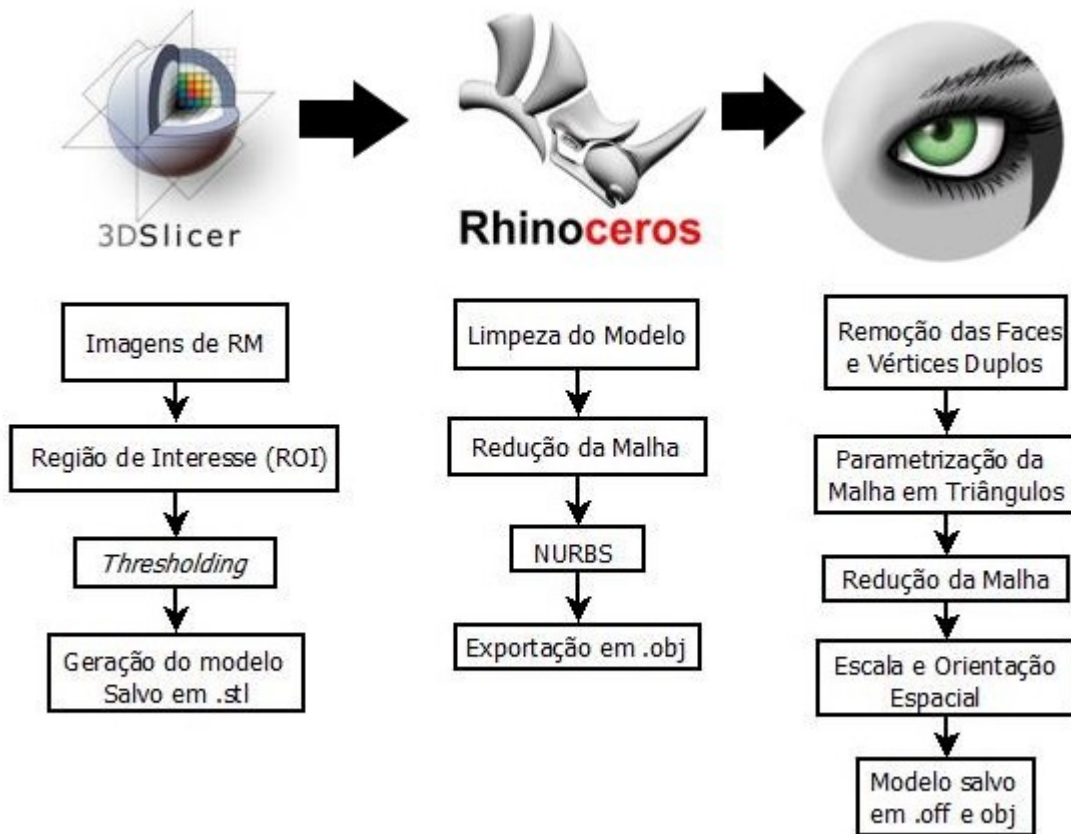 3DSlicer
Rhinoceros
Imagens de RM
Região de Interesse (ROI)
Thresholding
Geração do modelo
Salvo em .stl
Limpeza do Modelo
Redução da Malha
NURBS
Exportação em .obj
Remoção das Faces
e Vértices Duplos
Parametrização da
Malha em Triângulos
Redução da Malha
Escala e Orientação
Espacial
Modelo salvo
em .off e obj